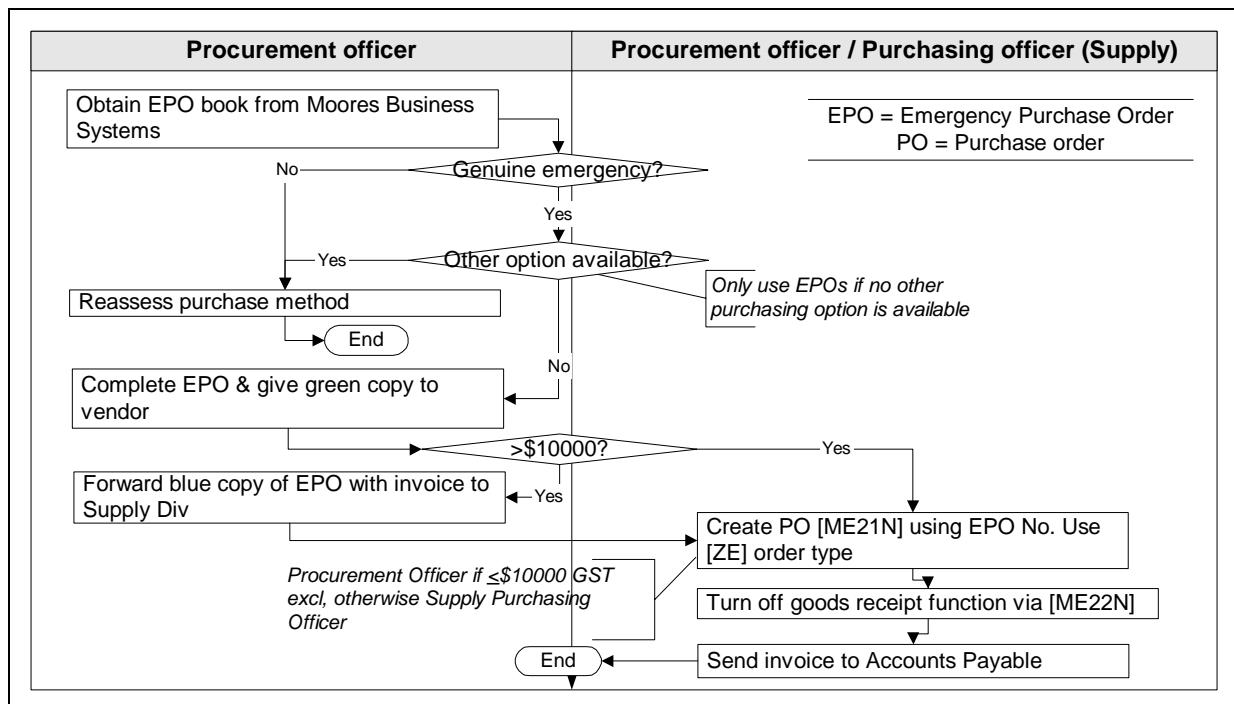 Procurement officer
Procurement officer / Purchasing officer (Supply)
Obtain EPO book from Moores Business
Systems
EPO = Emergency Purchase Order
PO = Purchase order
Genuine emergency?
No
Yes
Other option available?
Yes
Only use EPOs if no other
purchasing option is available
Reassess purchase method
End
No
Complete EPO & give green copy to
vendor
>$10000?
Yes
Forward blue copy of EPO with invoice to
Supply Div
Yes
Create PO [ME21N] using EPO No. Use
[ZE] order type
Procurement Officer if <$10000 GST
excl, otherwise Supply Purchasing
Officer
Turn off goods receipt function via [ME22N]
End
Send invoice to Accounts Payable